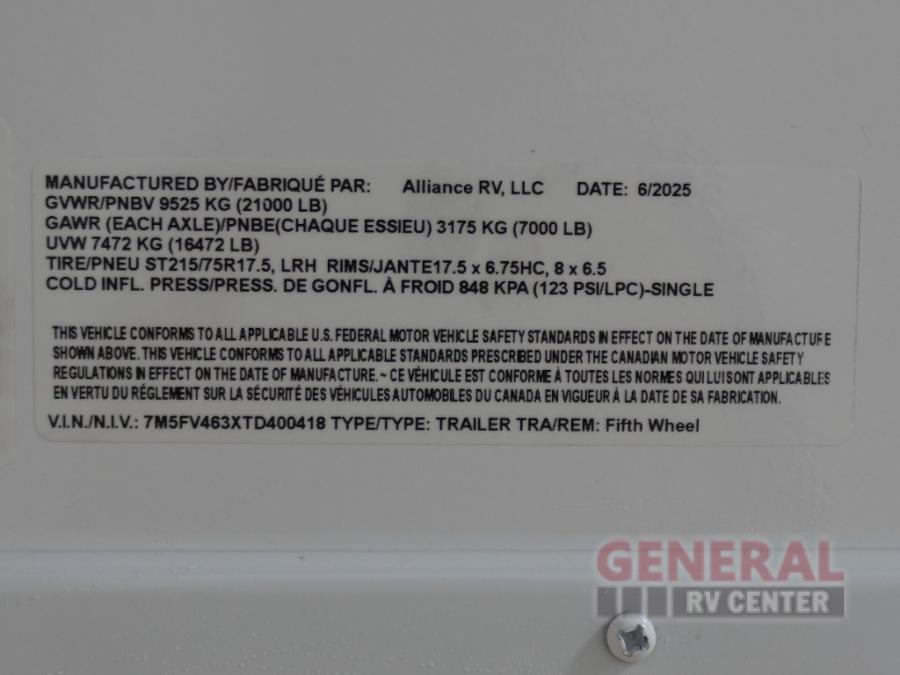 MANUFACTURED BY/FABRIQUÉ PAR: Alliance RV, LLC DATE: 6/2025
GVWR/PNBV 9525 KG (21000 LB)
GAWR (EACH AXLE)/PNBE(CHAQUE ESSIEU) 3175 KG (7000 LB)
UVW 7472 KG (16472 LB)
TIRE/PNEU ST215/75R17.5, LRH RIMS/JANTE17.5 x 6.75HC, 8 x 6.5
COLD INFL. PRESS/PRESS. DE GONFL. À FROID 848 KPA (123 PSI/LPC)-SINGLE
THIS VEHICLE CONFORMS TO ALL APPLICABLE U.S. FEDERAL MOTOR VEHICLE SAFETY STANDARDS IN EFFECT ON THE DATE OF MANUFACTURE
SHOWN ABOVE. THIS VEHICLE CONFORMS TO ALL APPLICABLE STANDARDS PRESCRIBED UNDER THE CANADIAN MOTOR VEHICLE SAFETY
REGULATIONS IN EFFECT ON THE DATE OF MANUFACTURE. ~ CE VÉHICULE EST CONFORME À TOUTES LES NORMES QUI LUI SONT APPLICABLES
EN VERTU DU RÉGLEMENT SUR LA SÉCURITÉ DES VÉHICULES AUTOMOBILES DU CANADA EN VIGUEUR À LA DATE DE SA FABRICATION.
V.I.N./N.I.V.: 7M5FV463XTD400418 TYPE/TYPE: TRAILER TRA/REM: Fifth Wheel
GENERAL
RV CENTER